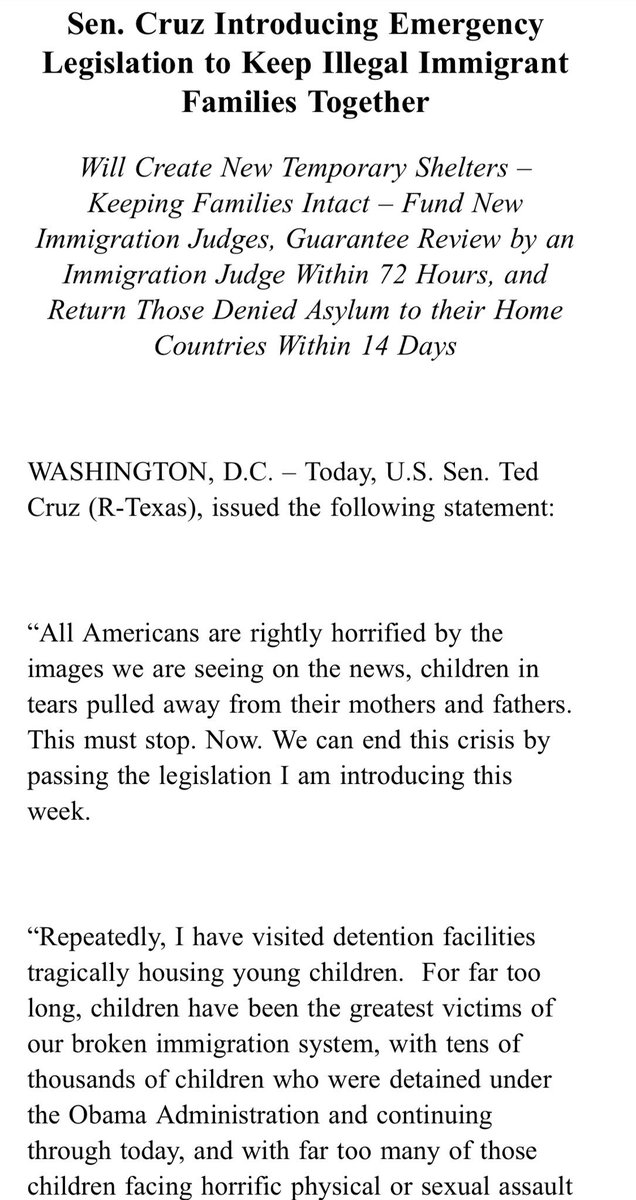 Sen. Cruz Introducing Emergency
Legislation to Keep Illegal Immigrant
Families Together
Will Create New Temporary Shelters –
Keeping Families Intact – Fund New
Immigration Judges, Guarantee Review by an
Immigration Judge Within 72 Hours, and
Return Those Denied Asylum to their Home
Countries Within 14 Days
WASHINGTON, D.C. – Today, U.S. Sen. Ted
Cruz (R-Texas), issued the following statement:
“All Americans are rightly horrified by the
images we are seeing on the news, children in
tears pulled away from their mothers and fathers.
This must stop. Now. We can end this crisis by
passing the legislation I am introducing this
week.
“Repeatedly, I have visited detention facilities
tragically housing young children.  For far too
long, children have been the greatest victims of
our broken immigration system, with tens of
thousands of children who were detained under
the Obama Administration and continuing
through today, and with far too many of those
children facing horrific physical or sexual assault